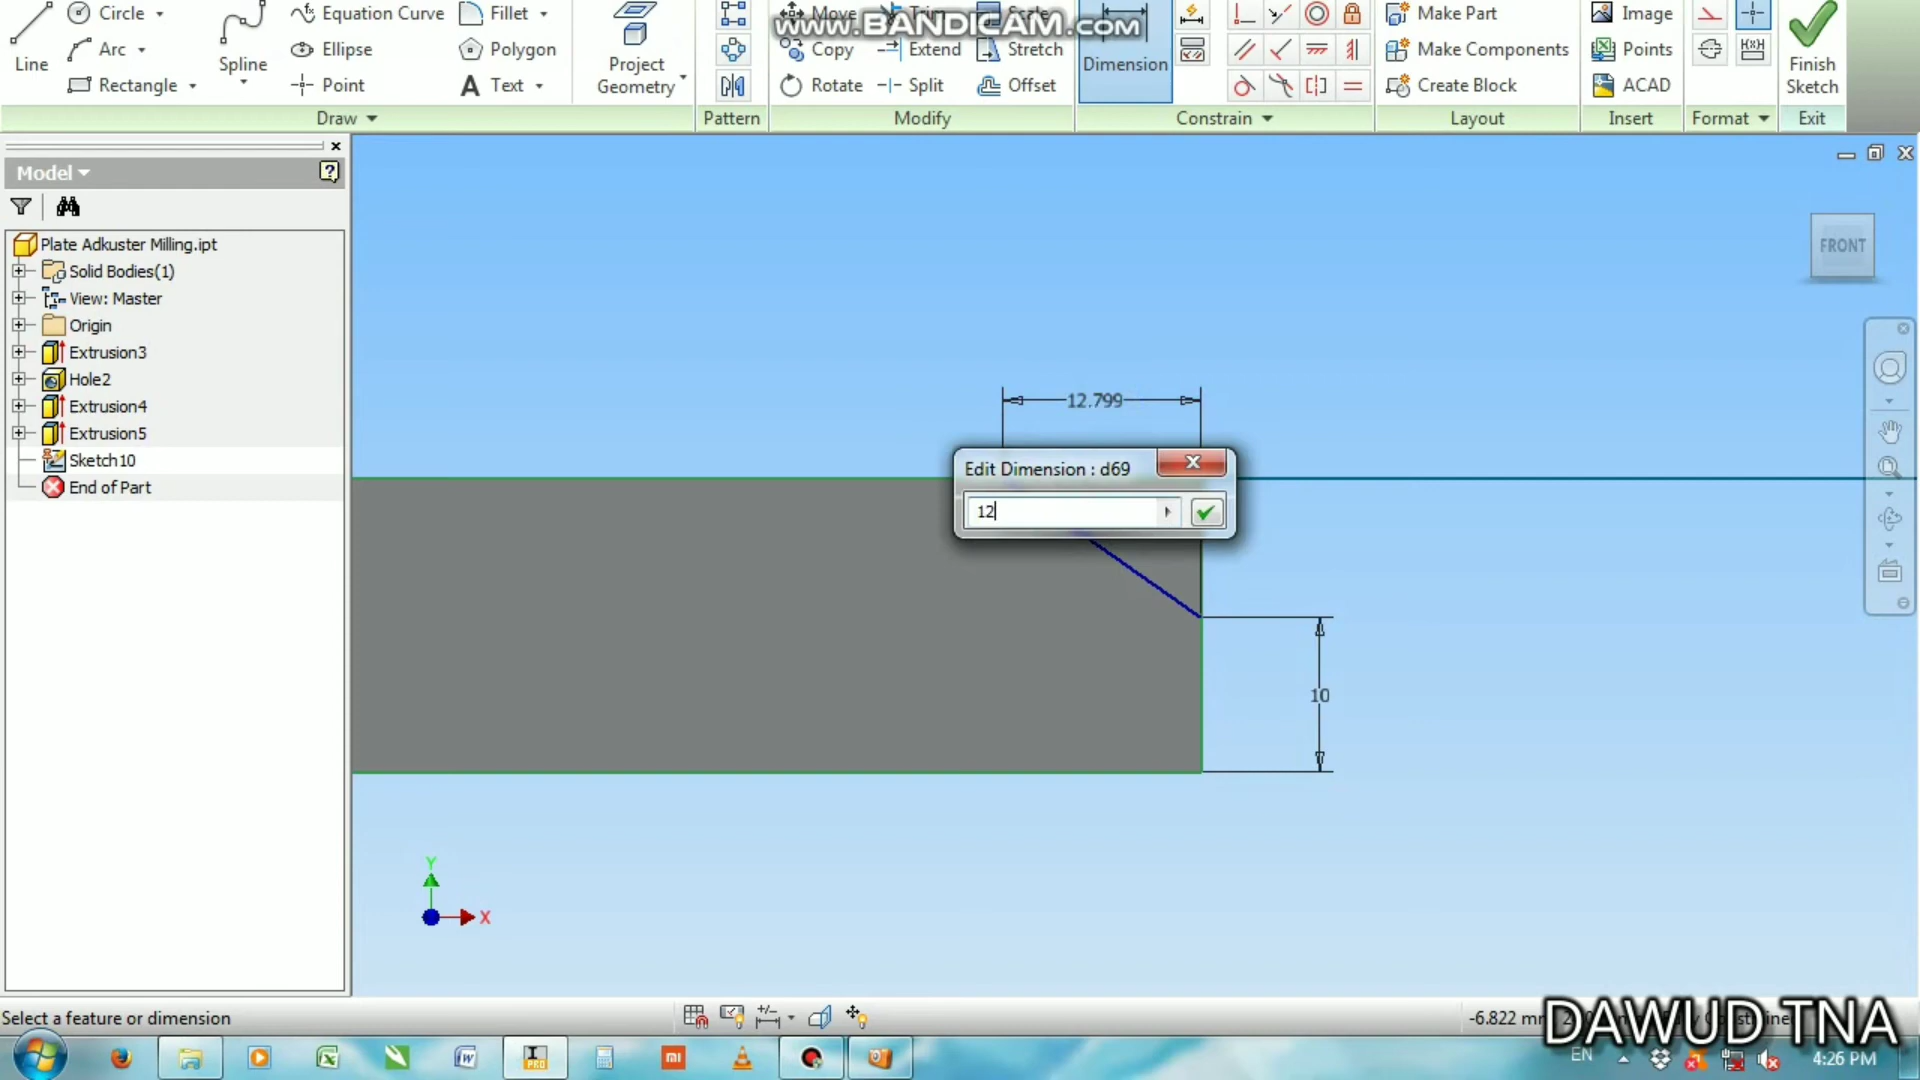 Line
Circle
Arc
Rectangle
Spline
Equation Curve
Ellipse
Point
Fillet
Polygon
Text
Project Geometry
Move
Copy
Rotate
Trim
Extend
Split
Scale
Stretch
Offset
www.BANDICAM.com
Dimension
Make Part
Make Components
Create Block
Image
Points
ACAD
Finish Sketch
Draw
Pattern
Modify
Constrain
Layout
Insert
Format
Exit
Model
Plate Adkuster Milling.ipt
Solid Bodies(1)
View: Master
Origin
Extrusion3
Hole2
Extrusion4
Extrusion5
Sketch10
End of Part
FRONT
12.799
Edit Dimension : d69
12
10
Y
X
Select a feature or dimension
-6.822 mm
DAWUD TNA
EN
4:26 PM